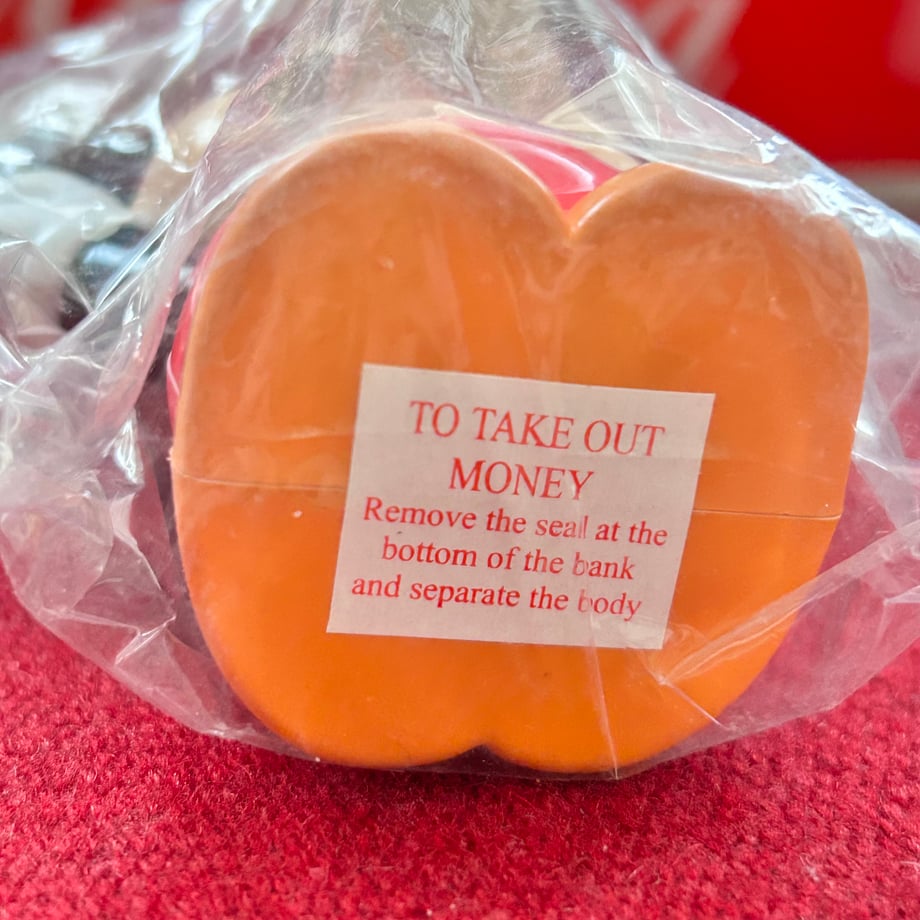 TO TAKE OUT
MONEY
Remove the seal at the
bottom of the bank
and separate the body